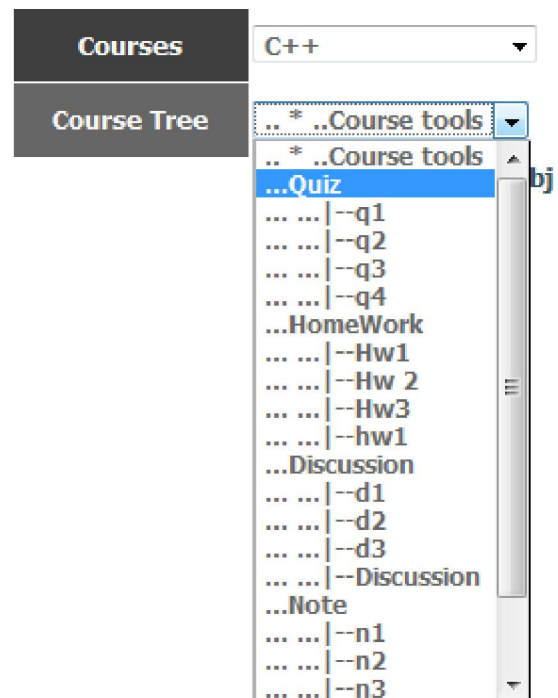 Courses C++
Course Tree .. * ..Course tools
.. * ..Course tools
...Quiz
bj
... ...|--q1
... ...|--q2
... ...|--q3
... ...|--q4
...HomeWork
... ...|--Hw1
... ...|--Hw 2
... ...|--Hw3
... ...|--hw1
...Discussion
... ...|--d1
... ...|--d2
... ...|--d3
... ...|--Discussion
...Note
... ...|--n1
... ...|--n2
... ...|--n3